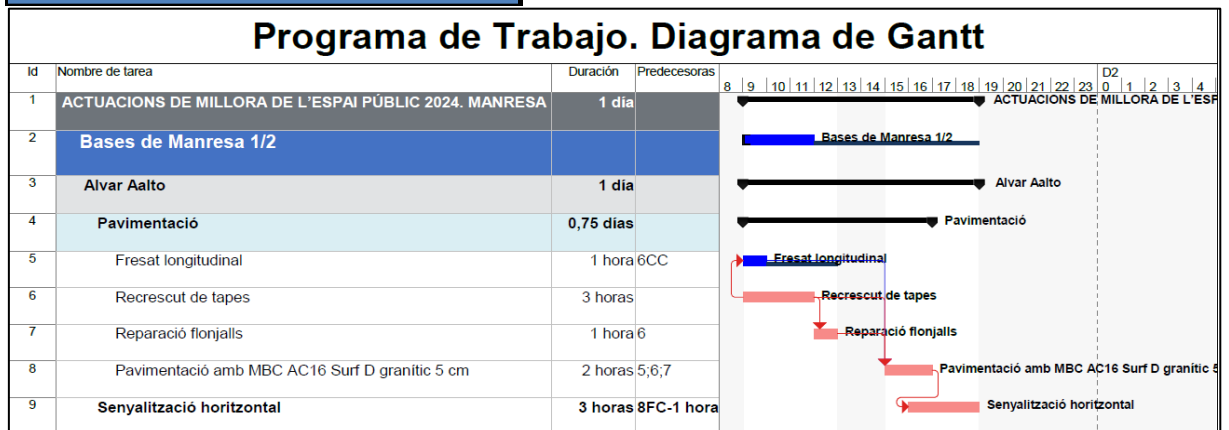 Programa de Trabajo. Diagrama de Gantt
Id Nombre de tarea Duración Predecesoras D2
8 9 10 11 12 13 14 15 16 17 18 19 20 21 22 23 0 1 2 3 4
1 ACTUACIONS DE MILLORA DE L'ESPAI PÚBLIC 2024. MANRESA 1 día ACTUACIONS DE MILLORA DE L'ESP
2 Bases de Manresa 1/2 Bases de Manresa 1/2
3 Alvar Aalto 1 día Alvar Aalto
4 Pavimentació 0,75 días Pavimentació
5 Fresat longitudinal 1 hora 6CC Fresat longitudinal
6 Recrescut de tapes 3 horas Recrescut de tapes
7 Reparació flonjalls 1 hora 6 Reparació flonjalls
8 Pavimentació amb MBC AC16 Surf D granític 5 cm 2 horas 5;6;7 Pavimentació amb MBC AC16 Surf D granític 5
9 Senyalització horitzontal 3 horas 8FC-1 hora Senyalització horitzontal